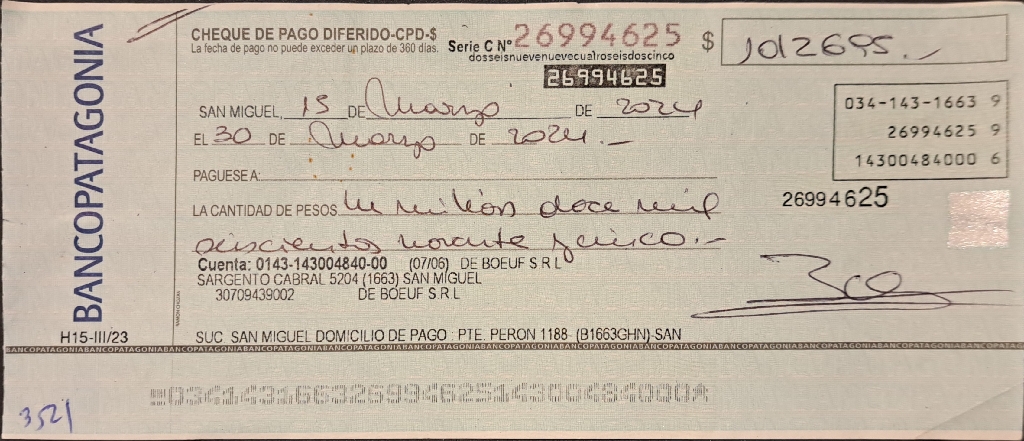 BANCOPATAGONIA
CHEQUE DE PAGO DIFERIDO-CPD-$
La fecha de pago no puede exceder un plazo de 360 días.
Serie C Nº 26994625
dosseisnuevenuevecuatroseisdoscinco
26994625
$ 1012695.-
SAN MIGUEL, 15 DE Marzo DE 2024
EL 30 DE Marzo DE 2024.-
034-143-1663 9
26994625 9
14300484000 6
PAGUESE A:
26994625
LA CANTIDAD DE PESOS Un millón doce mil
seiscientos noventa y cinco.-
Cuenta: 0143-143004840-00 (07/06) DE BOEUF S R L
SARGENTO CABRAL 5204 (1663) SAN MIGUEL
30709439002 DE BOEUF S.R L
H15-III/23
SUC SAN MIGUEL DOMICILIO DE PAGO : PTE. PERON 1188- (B1663GHN)-SAN
BANCOPATAGONIABANCOPATAGONIABANCOPATAGONIABANCOPATAGONIABANCOPATAGONIABANCOPATAGONIABANCOPATAGONIA
03414316632699462514300484000
3521